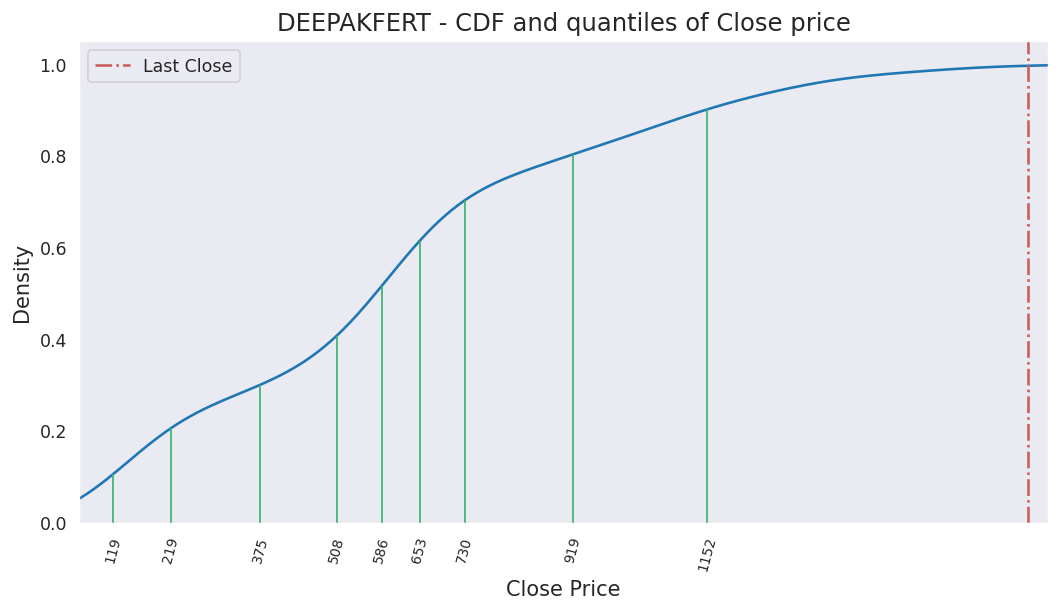 DEEPAKFERT - CDF and quantiles of Close price
Last Close
1.0
0.8
0.6
0.4
0.2
0.0
Density
119 219 375 508 586 653 730 919 1152
Close Price